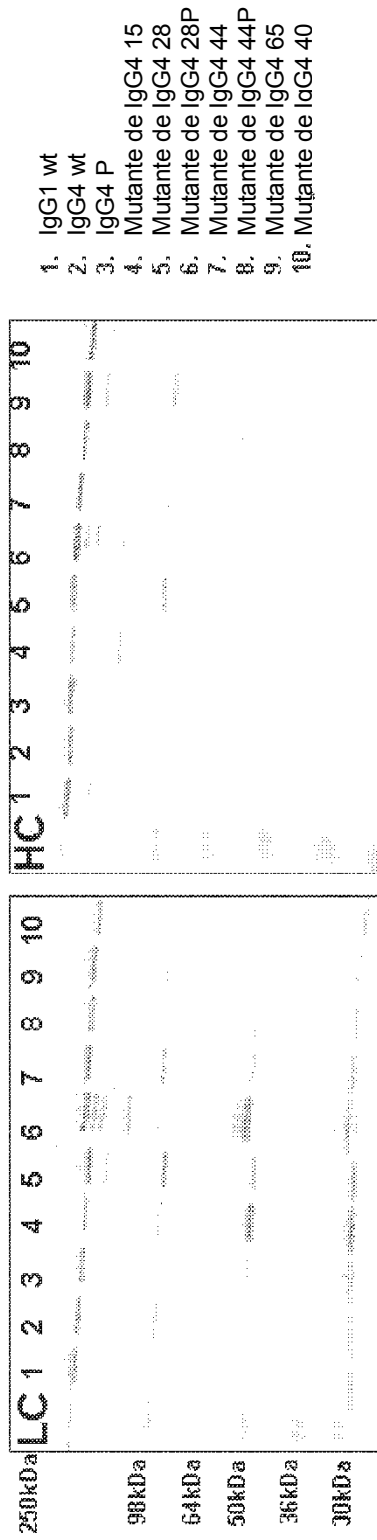 LC 1 2 3 4 5 6 7 8 9 10
250kDa
98kDa
64kDa
50kDa
36kDa
30kDa
HC 1 2 3 4 5 6 7 8 9 10
1. IgG1 wt
2. IgG4 wt
3. IgG4 P
4. Mutante de IgG4 15
5. Mutante de IgG4 28
6. Mutante de IgG4 28P
7. Mutante de IgG4 44
8. Mutante de IgG4 44P
9. Mutante de IgG4 65
10. Mutante de IgG4 40